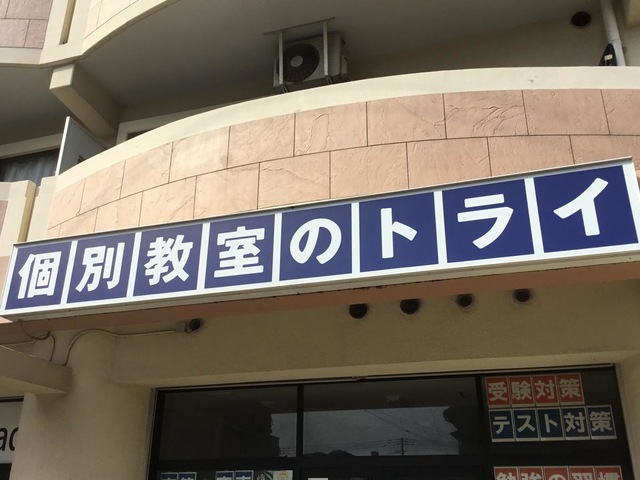 個別教室のトライ
受験対策
テスト対策